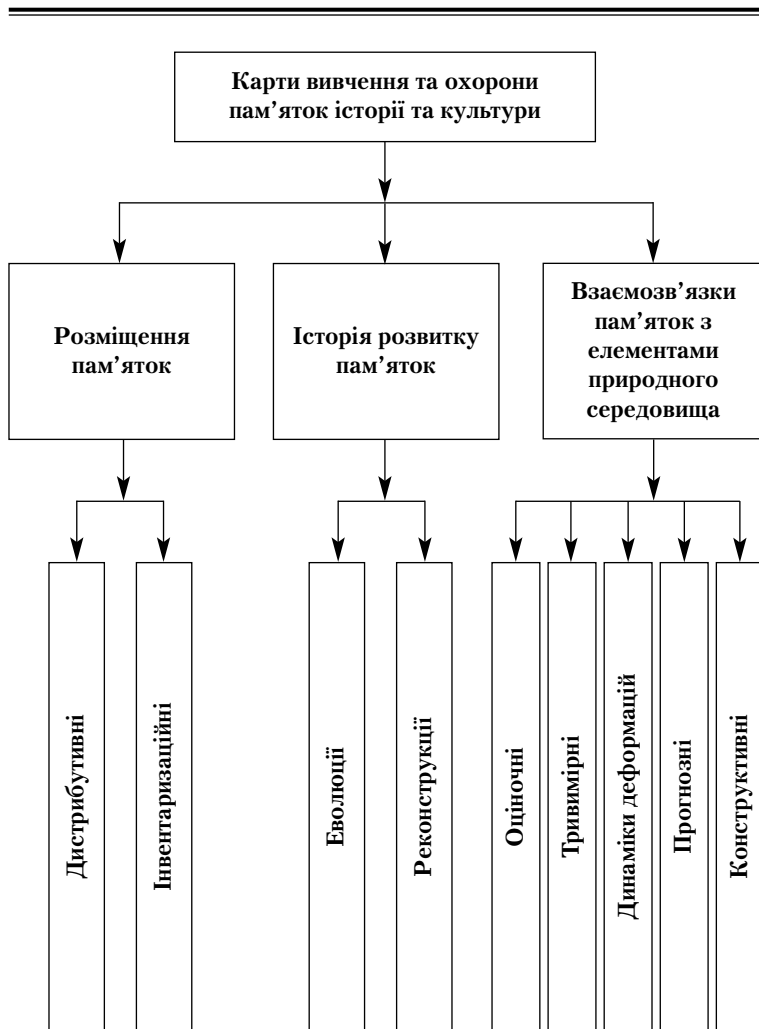 Карти вивчення та охорони
пам’яток історії та культури
Розміщення
пам’яток
Історія розвитку
пам’яток
Взаємозв’язки
пам’яток з
елементами
природного
середовища
Дистрибутивні
Інвентаризаційні
Еволюції
Реконструкції
Оціночні
Тривимірні
Динаміки деформацій
Прогнозні
Конструктивні